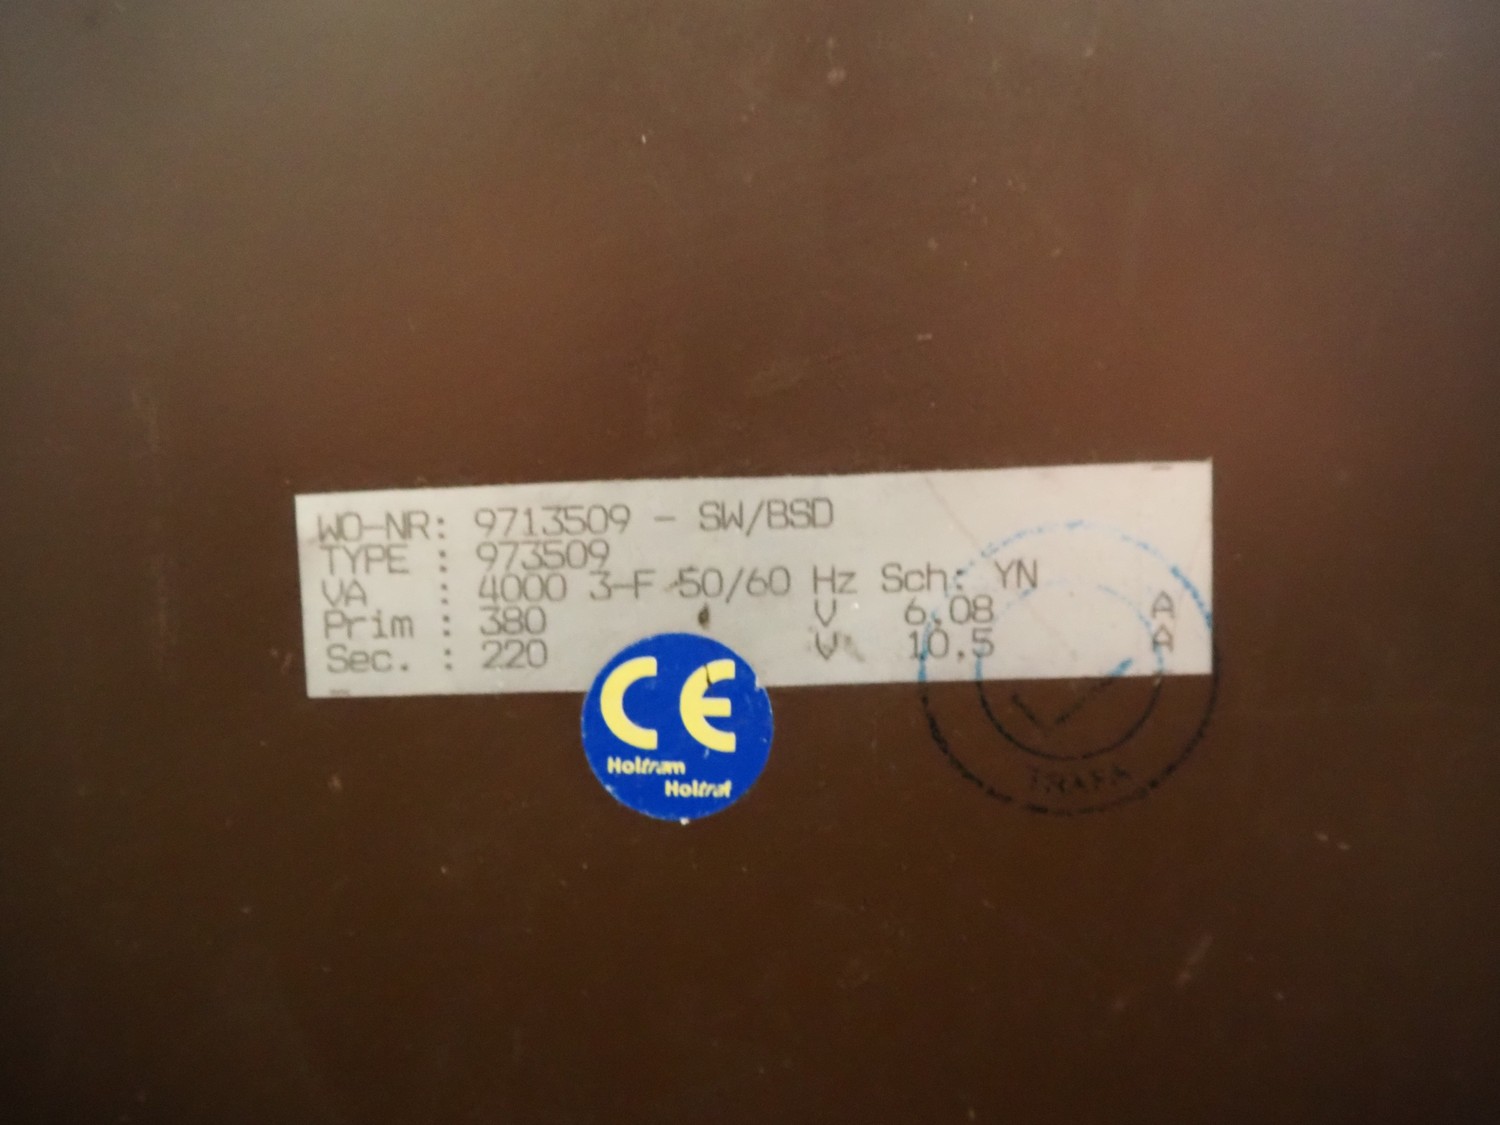 WO-NR: 9713509 - SW/BSD
TYPE : 973509
VA : 4000 3-F 50/60 Hz Sch: YN
Prim : 380 V 6,08 A
Sec. : 220 V 10,5 A
CE
Holtram
Holtraf
TRAFA